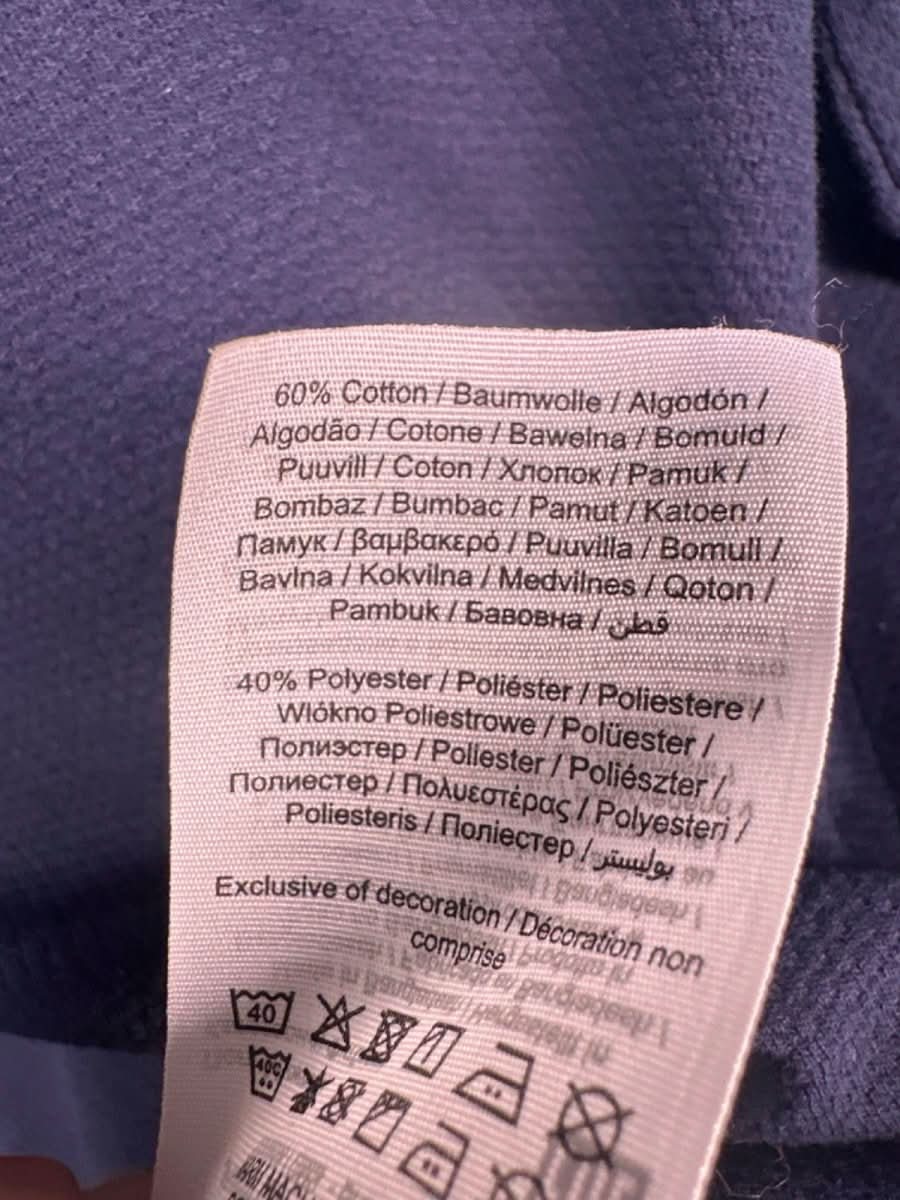 60% Cotton / Baumwolle / Algodón /
Algodão / Cotone / Bawełna / Bomuld /
Puuvill / Coton / Хлопок / Pamuk /
Bombaz / Bumbac / Pamut / Katoen /
Памук / βαμβακερό / Puuvilla / Bomull /
Bavlna / Kokvilna / Medvilnes / Qoton /
Pambuk / Бавовна / قطن
40% Polyester / Poliéster / Poliestere /
Wlókno Poliestrowe / Polüester /
Полиэстер / Poliester / Poliészter /
Полиестер / Πολυεστέρας / Polyesteri /
Poliesteris / Поліестер / بوليستر
Exclusive of decoration / Décoration non
comprise
40
40C